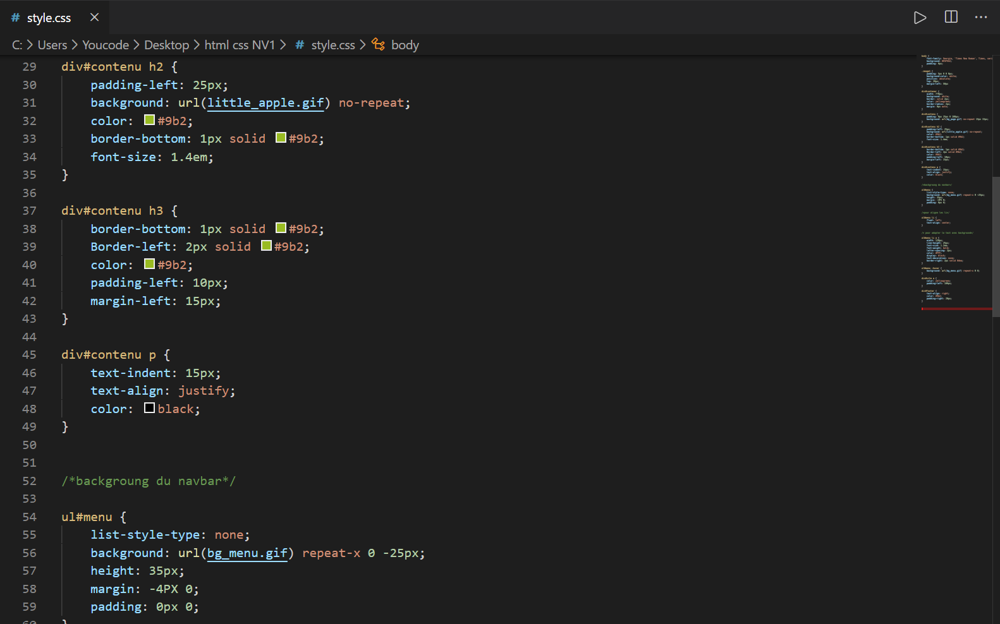 # style.css
C: > Users > Youcode > Desktop > html css NV1 > # style.css > body
29 div#contenu h2 {
30 padding-left: 25px;
31 background: url(little_apple.gif) no-repeat;
32 color: #9b2;
33 border-bottom: 1px solid #9b2;
34 font-size: 1.4em;
35 }
36
37 div#contenu h3 {
38 border-bottom: 1px solid #9b2;
39 Border-left: 2px solid #9b2;
40 color: #9b2;
41 padding-left: 10px;
42 margin-left: 15px;
43 }
44
45 div#contenu p {
46 text-indent: 15px;
47 text-align: justify;
48 color: black;
49 }
50
51
52 /*backgroung du navbar*/
53
54 ul#menu {
55 list-style-type: none;
56 background: url(bg_menu.gif) repeat-x 0 -25px;
57 height: 35px;
58 margin: -4PX 0;
59 padding: 0px 0;